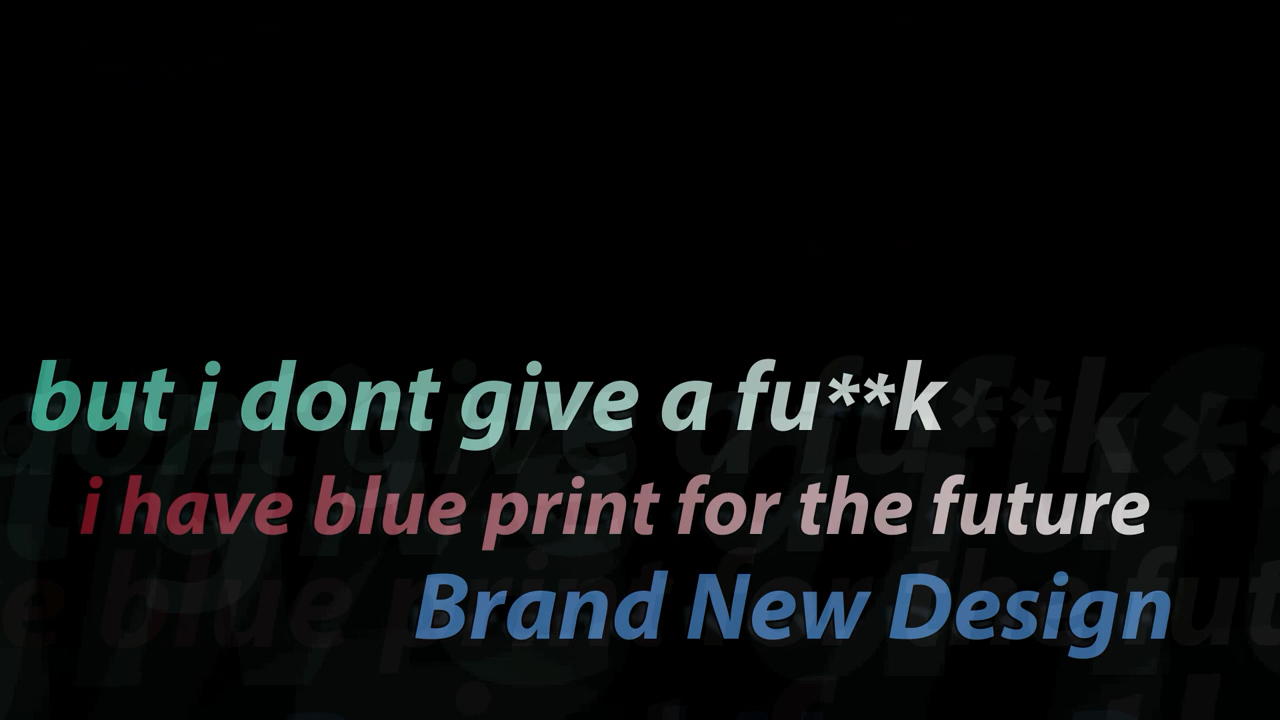 but i dont give a fu**k
i have blue print for the future
Brand New Design